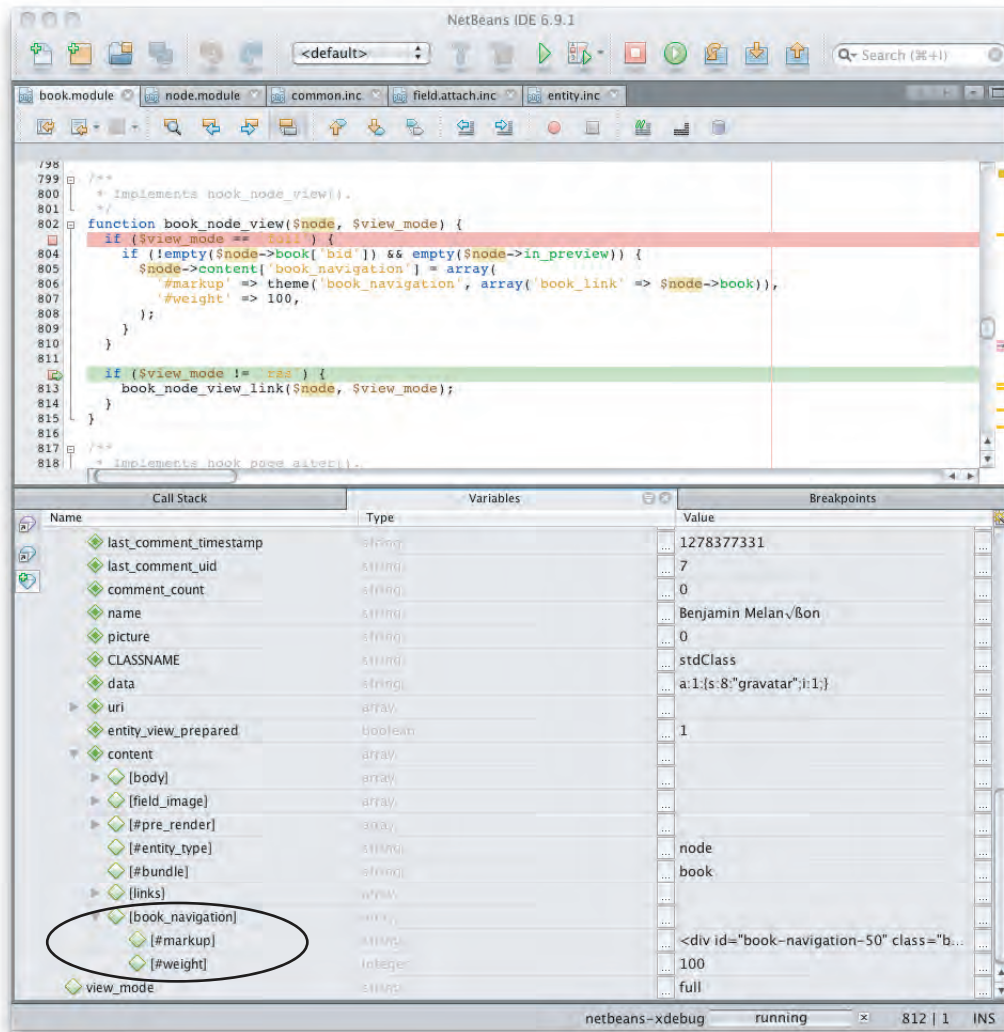 NetBeans IDE 6.9.1
<default>
Search (⌘+I)
book.module node.module common.inc field.attach.inc entity.inc
798
799 /**
800 * Implements hook_node_view().
801 */
802 function book_node_view($node, $view_mode) {
if ($view_mode == 'full') {
804 if (!empty($node->book['bid']) && empty($node->in_preview)) {
805 $node->content['book_navigation'] = array(
806 '#markup' => theme('book_navigation', array('book_link' => $node->book)),
807 '#weight' => 100,
808 );
809 }
810 }
811
if ($view_mode != 'rss') {
813 book_node_view_link($node, $view_mode);
814 }
815 }
816
817 /**
818 * Implements hook_page_alter().
Call Stack Variables Breakpoints
Name Type Value
last_comment_timestamp string 1278377331
last_comment_uid string 7
comment_count string 0
name string Benjamin Melan√ßon
picture string 0
CLASSNAME string stdClass
data string a:1:{s:8:"gravatar";i:1;}
uri array
entity_view_prepared boolean 1
content array
[body] array
[field_image] array
[#pre_render] array
[#entity_type] string node
[#bundle] string book
[links] array
[book_navigation] array
[#markup] string <div id="book-navigation-50" class="b...
[#weight] integer 100
view_mode string full
netbeans-xdebug running 812 | 1 INS